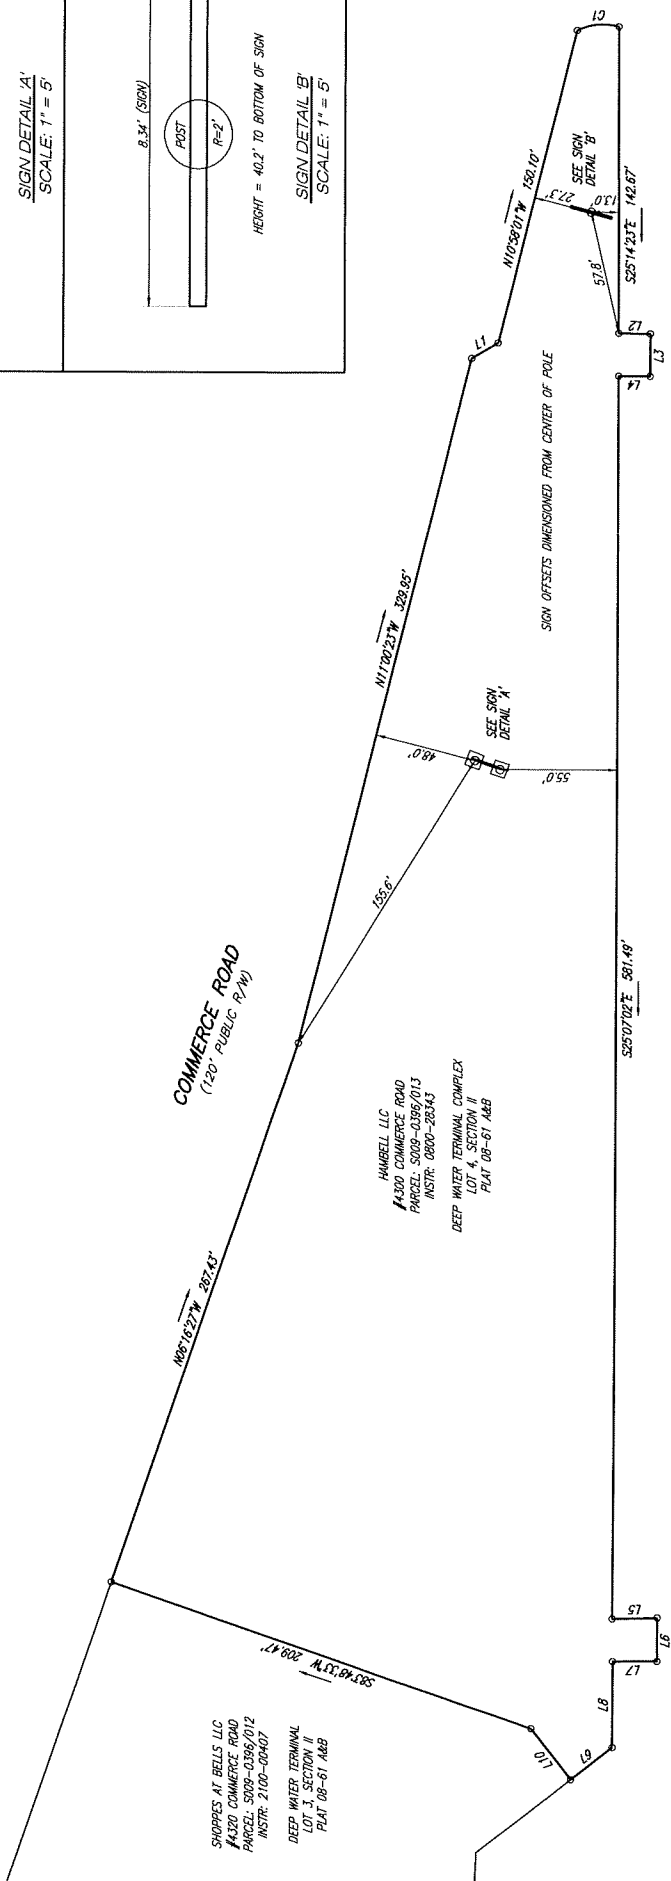 SIGN DETAIL 'A'
SCALE: 1" = 5'
8.34' (SIGN)
POST
R=2'
HEIGHT = 40.2' TO BOTTOM OF SIGN
SIGN DETAIL 'B'
SCALE: 1" = 5'
COMMERCE ROAD
(120' PUBLIC R/W)
N06°16'27"W 267.43'
N11°00'23"W 329.95'
L1
N10°58'01"W 150.10'
C1
SEE SIGN
DETAIL 'B'
27.3'
13.0'
57.8'
S25°14'23"E 142.67'
L2
L3
L4
SIGN OFFSETS DIMENSIONED FROM CENTER OF POLE
SEE SIGN
DETAIL 'A'
48.0'
55.0'
155.6'
S25°07'02"E 581.49'
HAMBELL LLC
#4300 COMMERCE ROAD
PARCEL: S009-0396/013
INSTR: 0800-28343
DEEP WATER TERMINAL COMPLEX
LOT 4, SECTION II
PLAT 08-61 A&B
L5
L6
L7
L8
L9
L10
S83°48'33"W 209.47'
SHOPPES AT BELLS LLC
#4320 COMMERCE ROAD
PARCEL: S009-0396/012
INSTR: 2100-00407
DEEP WATER TERMINAL
LOT 3, SECTION II
PLAT 08-61 A&B